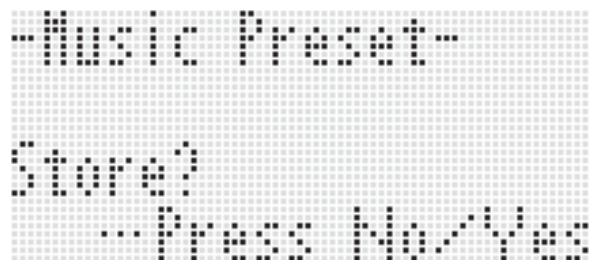 -Music Preset-
Store?
…Press No/Yes